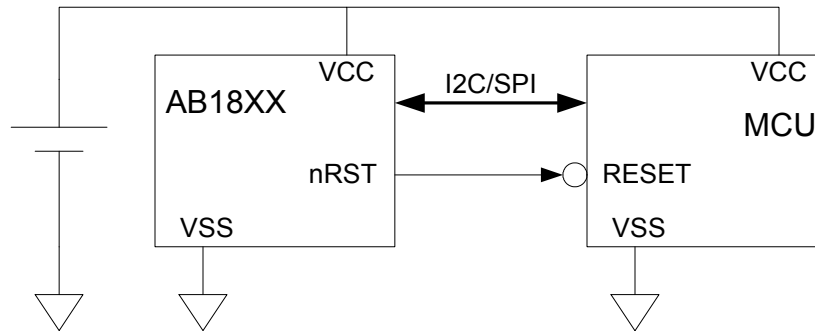 VCC
VCC
AB18XX
I2C/SPI
MCU
nRST
RESET
VSS
VSS